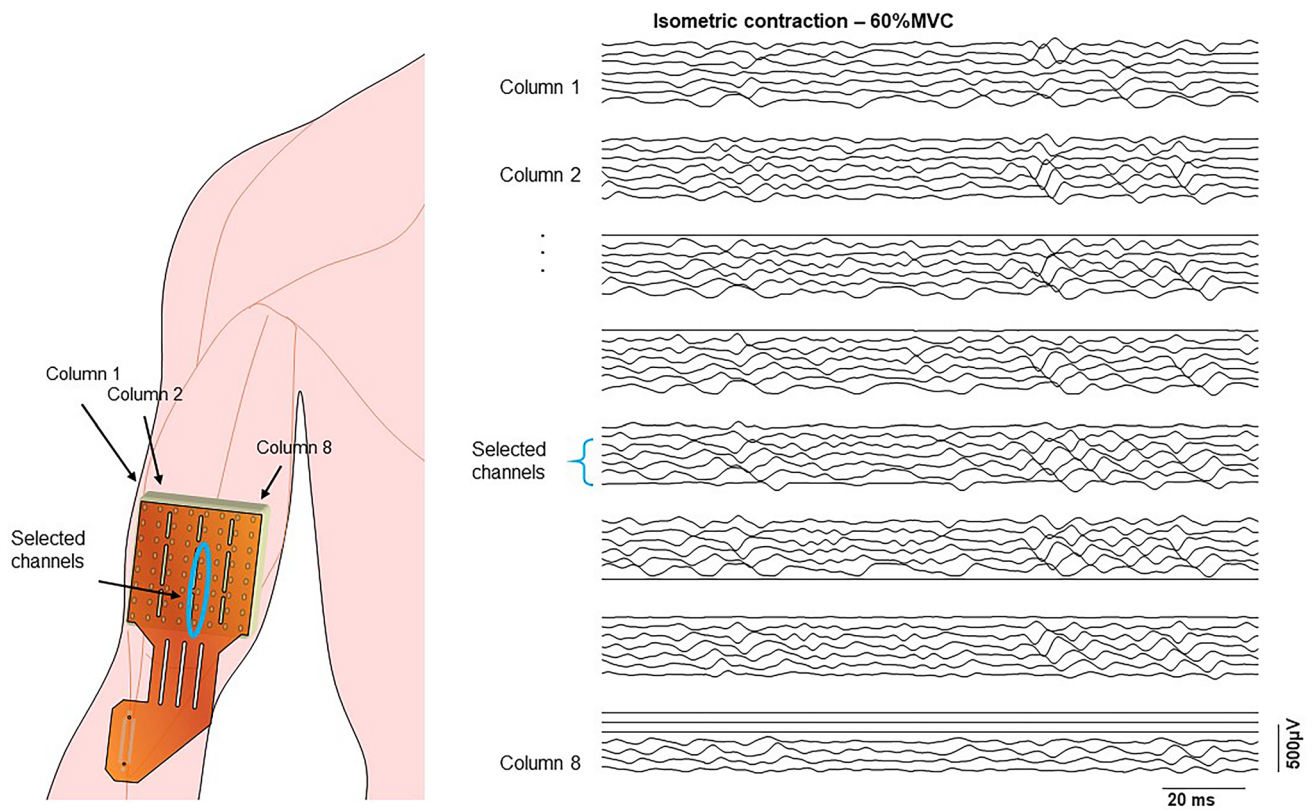 Isometric contraction – 60%MVC
Column 1
Column 2
Selected
channels
Column 8
500µV
20 ms
Column 1
Column 2
Column 8
Selected
channels